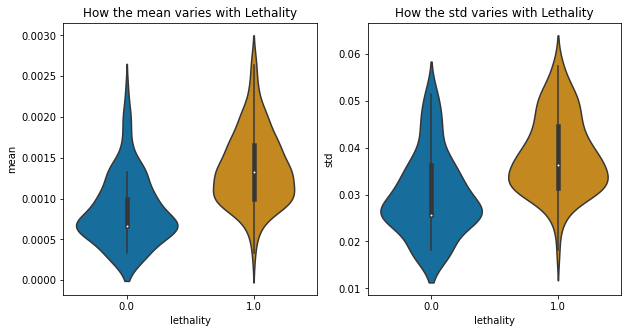 How the mean varies with Lethality
How the std varies with Lethality
0.0030
0.0025
0.0020
0.0015
0.0010
0.0005
0.0000
mean
0.0
1.0
lethality
0.06
0.05
0.04
0.03
0.02
0.01
std
0.0
1.0
lethality